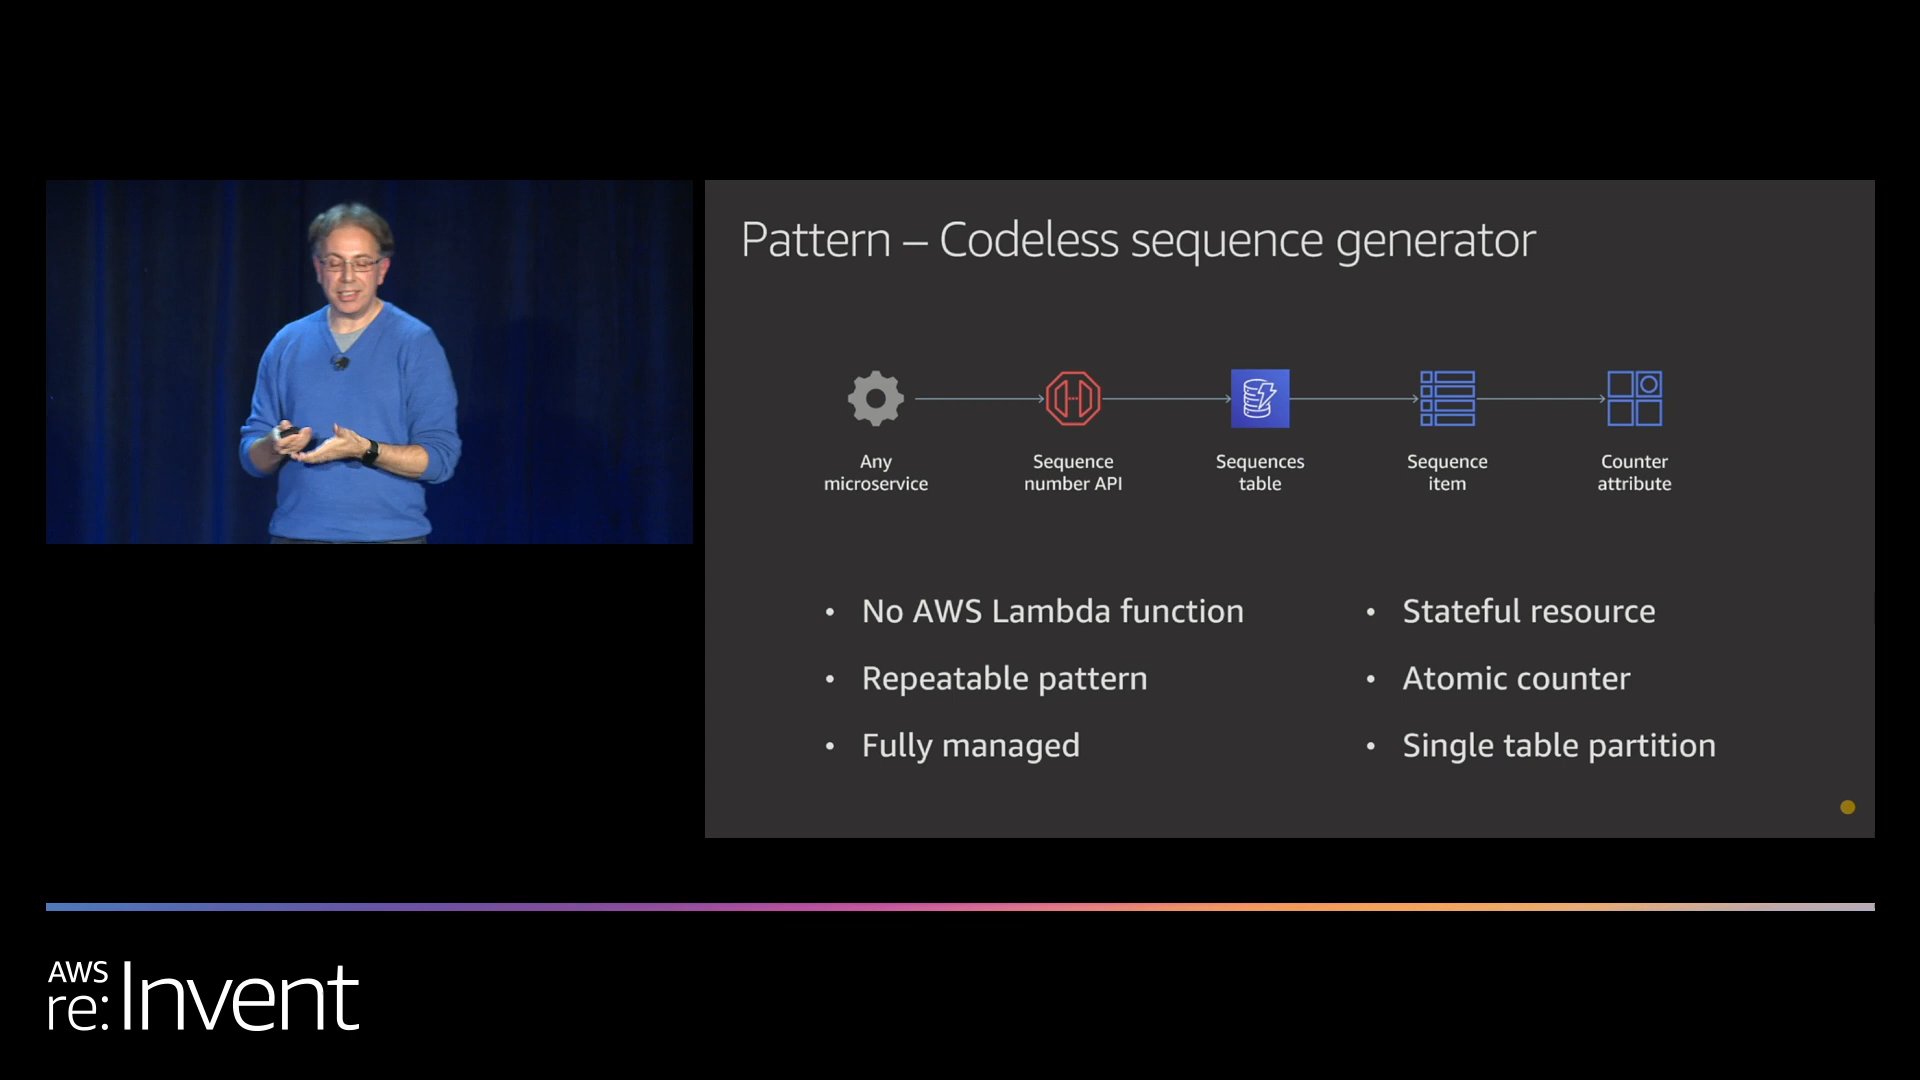 Pattern – Codeless sequence generator
Any
microservice
Sequence
number API
Sequences
table
Sequence
item
Counter
attribute
• No AWS Lambda function
• Repeatable pattern
• Fully managed
• Stateful resource
• Atomic counter
• Single table partition
AWS
re:Invent